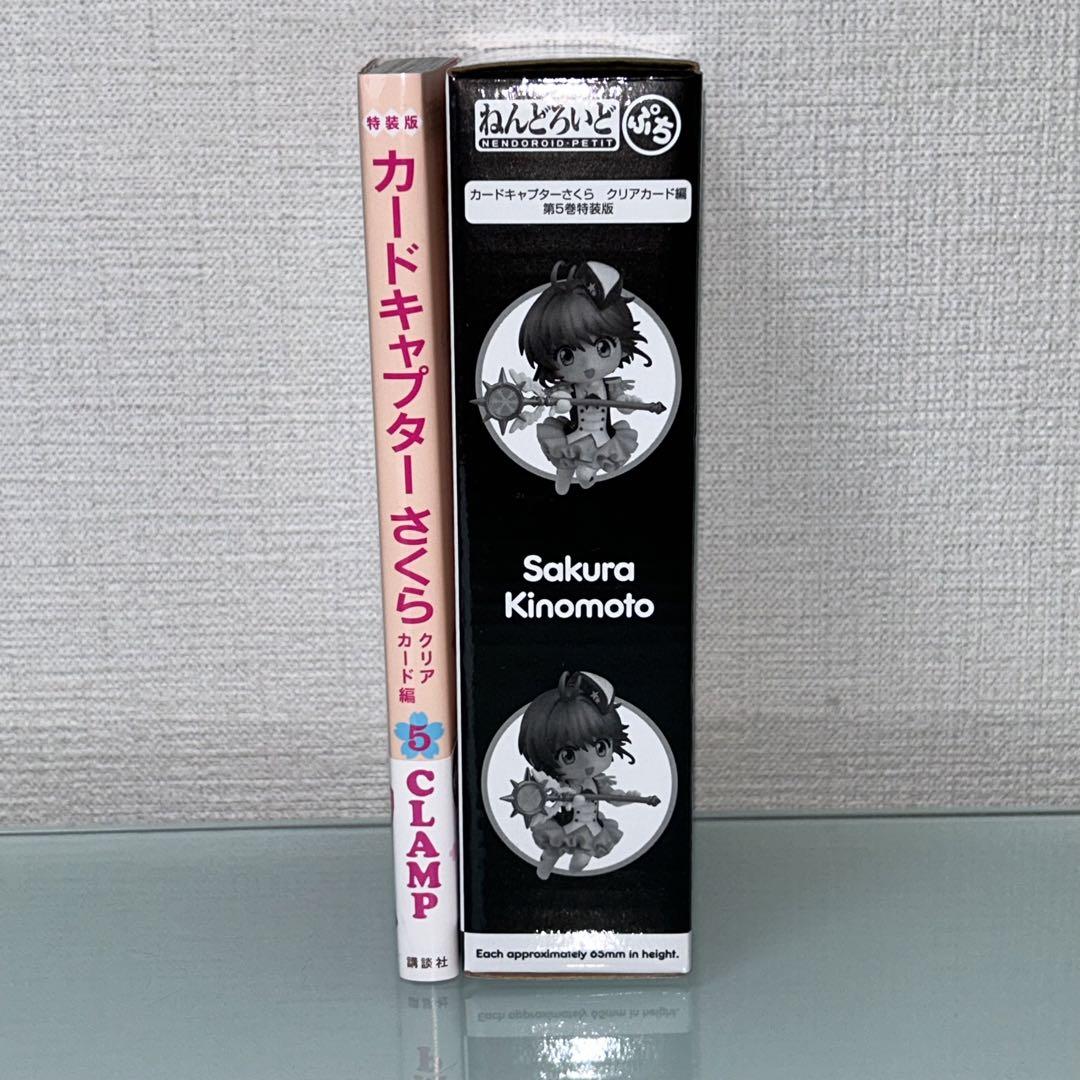 特装版
カードキャプターさくら
クリア
カード編
5
CLAMP
講談社
ねんどろいど
NENDOROID·PETIT
ぷち
カードキャプターさくら クリアカード編
第5巻特装版
Sakura
Kinomoto
Each approximately 65mm in height.